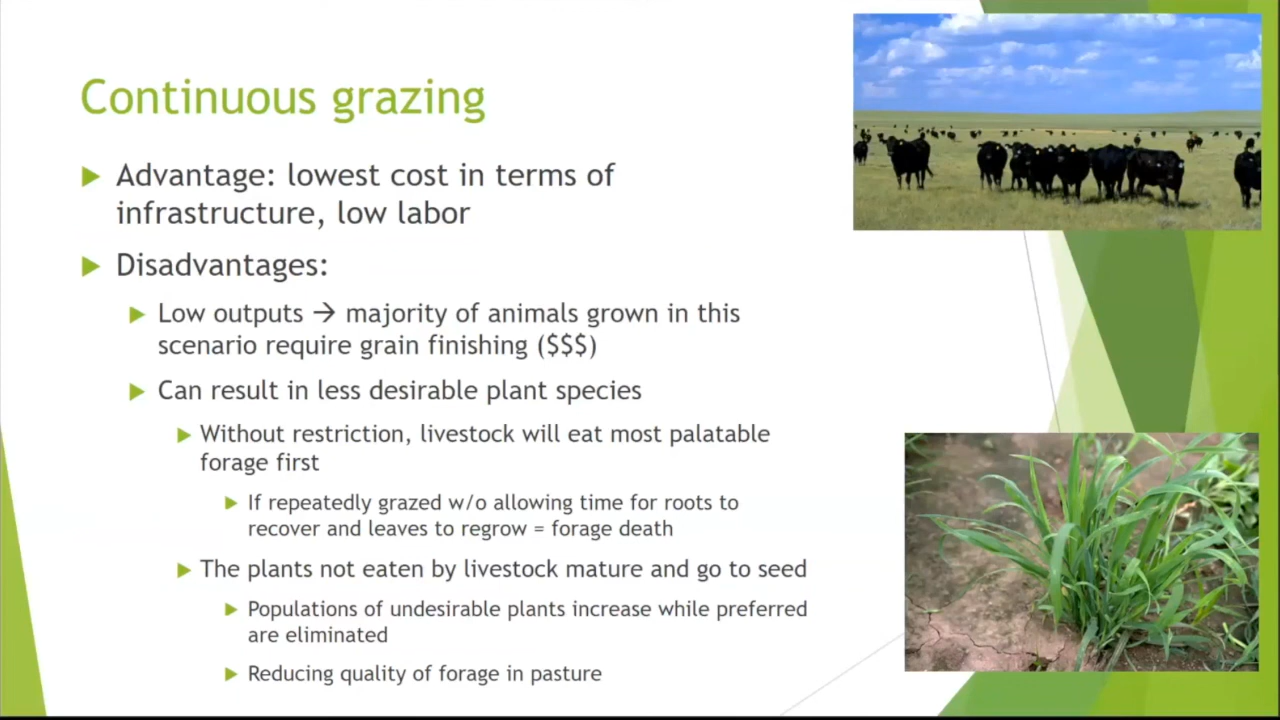 Continuous grazing
Advantage: lowest cost in terms of
infrastructure, low labor
Disadvantages:
Low outputs → majority of animals grown in this
scenario require grain finishing ($$$)
Can result in less desirable plant species
Without restriction, livestock will eat most palatable
forage first
If repeatedly grazed w/o allowing time for roots to
recover and leaves to regrow = forage death
The plants not eaten by livestock mature and go to seed
Populations of undesirable plants increase while preferred
are eliminated
Reducing quality of forage in pasture